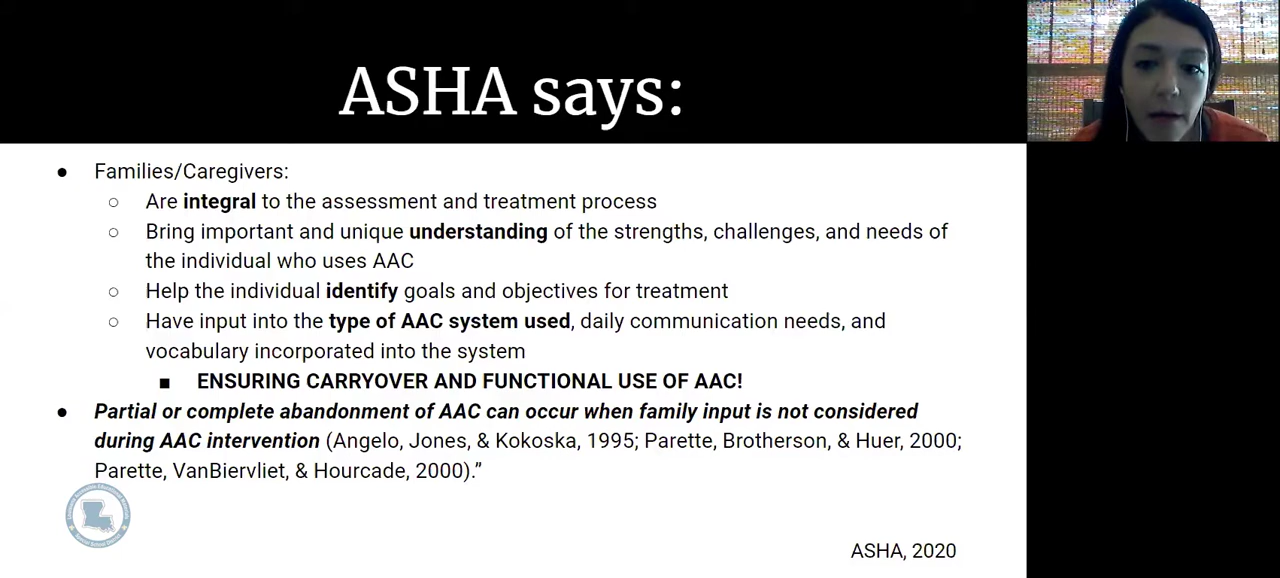 ASHA says:
● Families/Caregivers:
○ Are integral to the assessment and treatment process
○ Bring important and unique understanding of the strengths, challenges, and needs of
the individual who uses AAC
○ Help the individual identify goals and objectives for treatment
○ Have input into the type of AAC system used, daily communication needs, and
vocabulary incorporated into the system
■ ENSURING CARRYOVER AND FUNCTIONAL USE OF AAC!
● Partial or complete abandonment of AAC can occur when family input is not considered
during AAC intervention (Angelo, Jones, & Kokoska, 1995; Parette, Brotherson, & Huer, 2000;
Parette, VanBiervliet, & Hourcade, 2000).”
ASHA, 2020